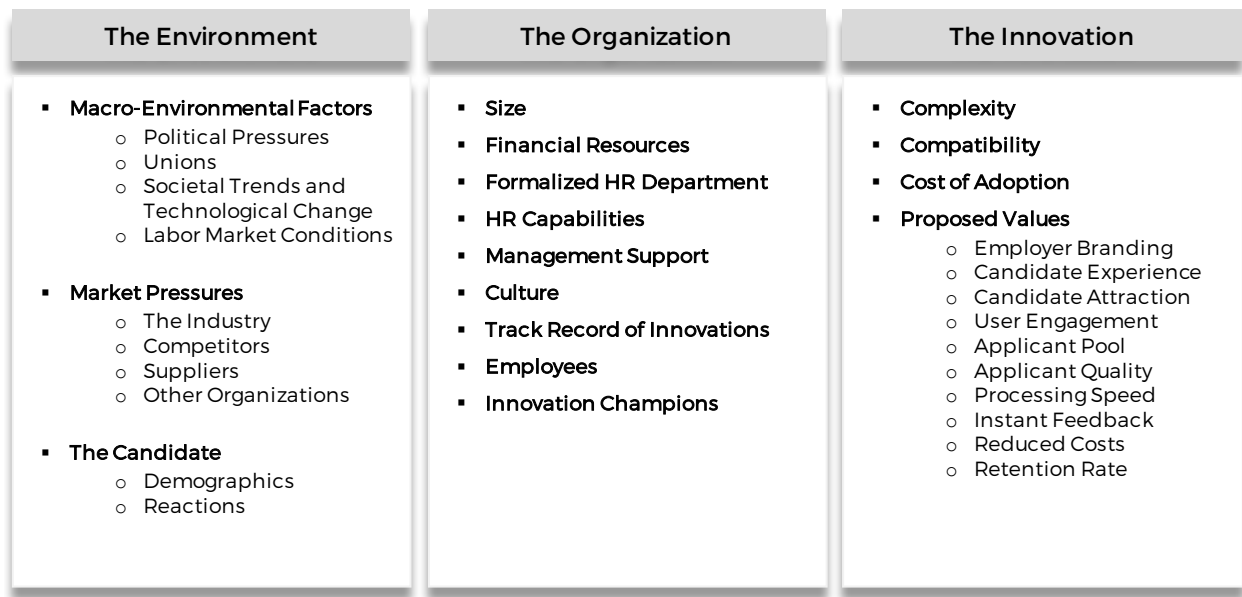 The Environment
▪ Macro-Environmental Factors
o Political Pressures
o Unions
o Societal Trends and
Technological Change
o Labor Market Conditions
▪ Market Pressures
o The Industry
o Competitors
o Suppliers
o Other Organizations
▪ The Candidate
o Demographics
o Reactions
The Organization
▪ Size
▪ Financial Resources
▪ Formalized HR Department
▪ HR Capabilities
▪ Management Support
▪ Culture
▪ Track Record of Innovations
▪ Employees
▪ Innovation Champions
The Innovation
▪ Complexity
▪ Compatibility
▪ Cost of Adoption
▪ Proposed Values
o Employer Branding
o Candidate Experience
o Candidate Attraction
o User Engagement
o Applicant Pool
o Applicant Quality
o Processing Speed
o Instant Feedback
o Reduced Costs
o Retention Rate